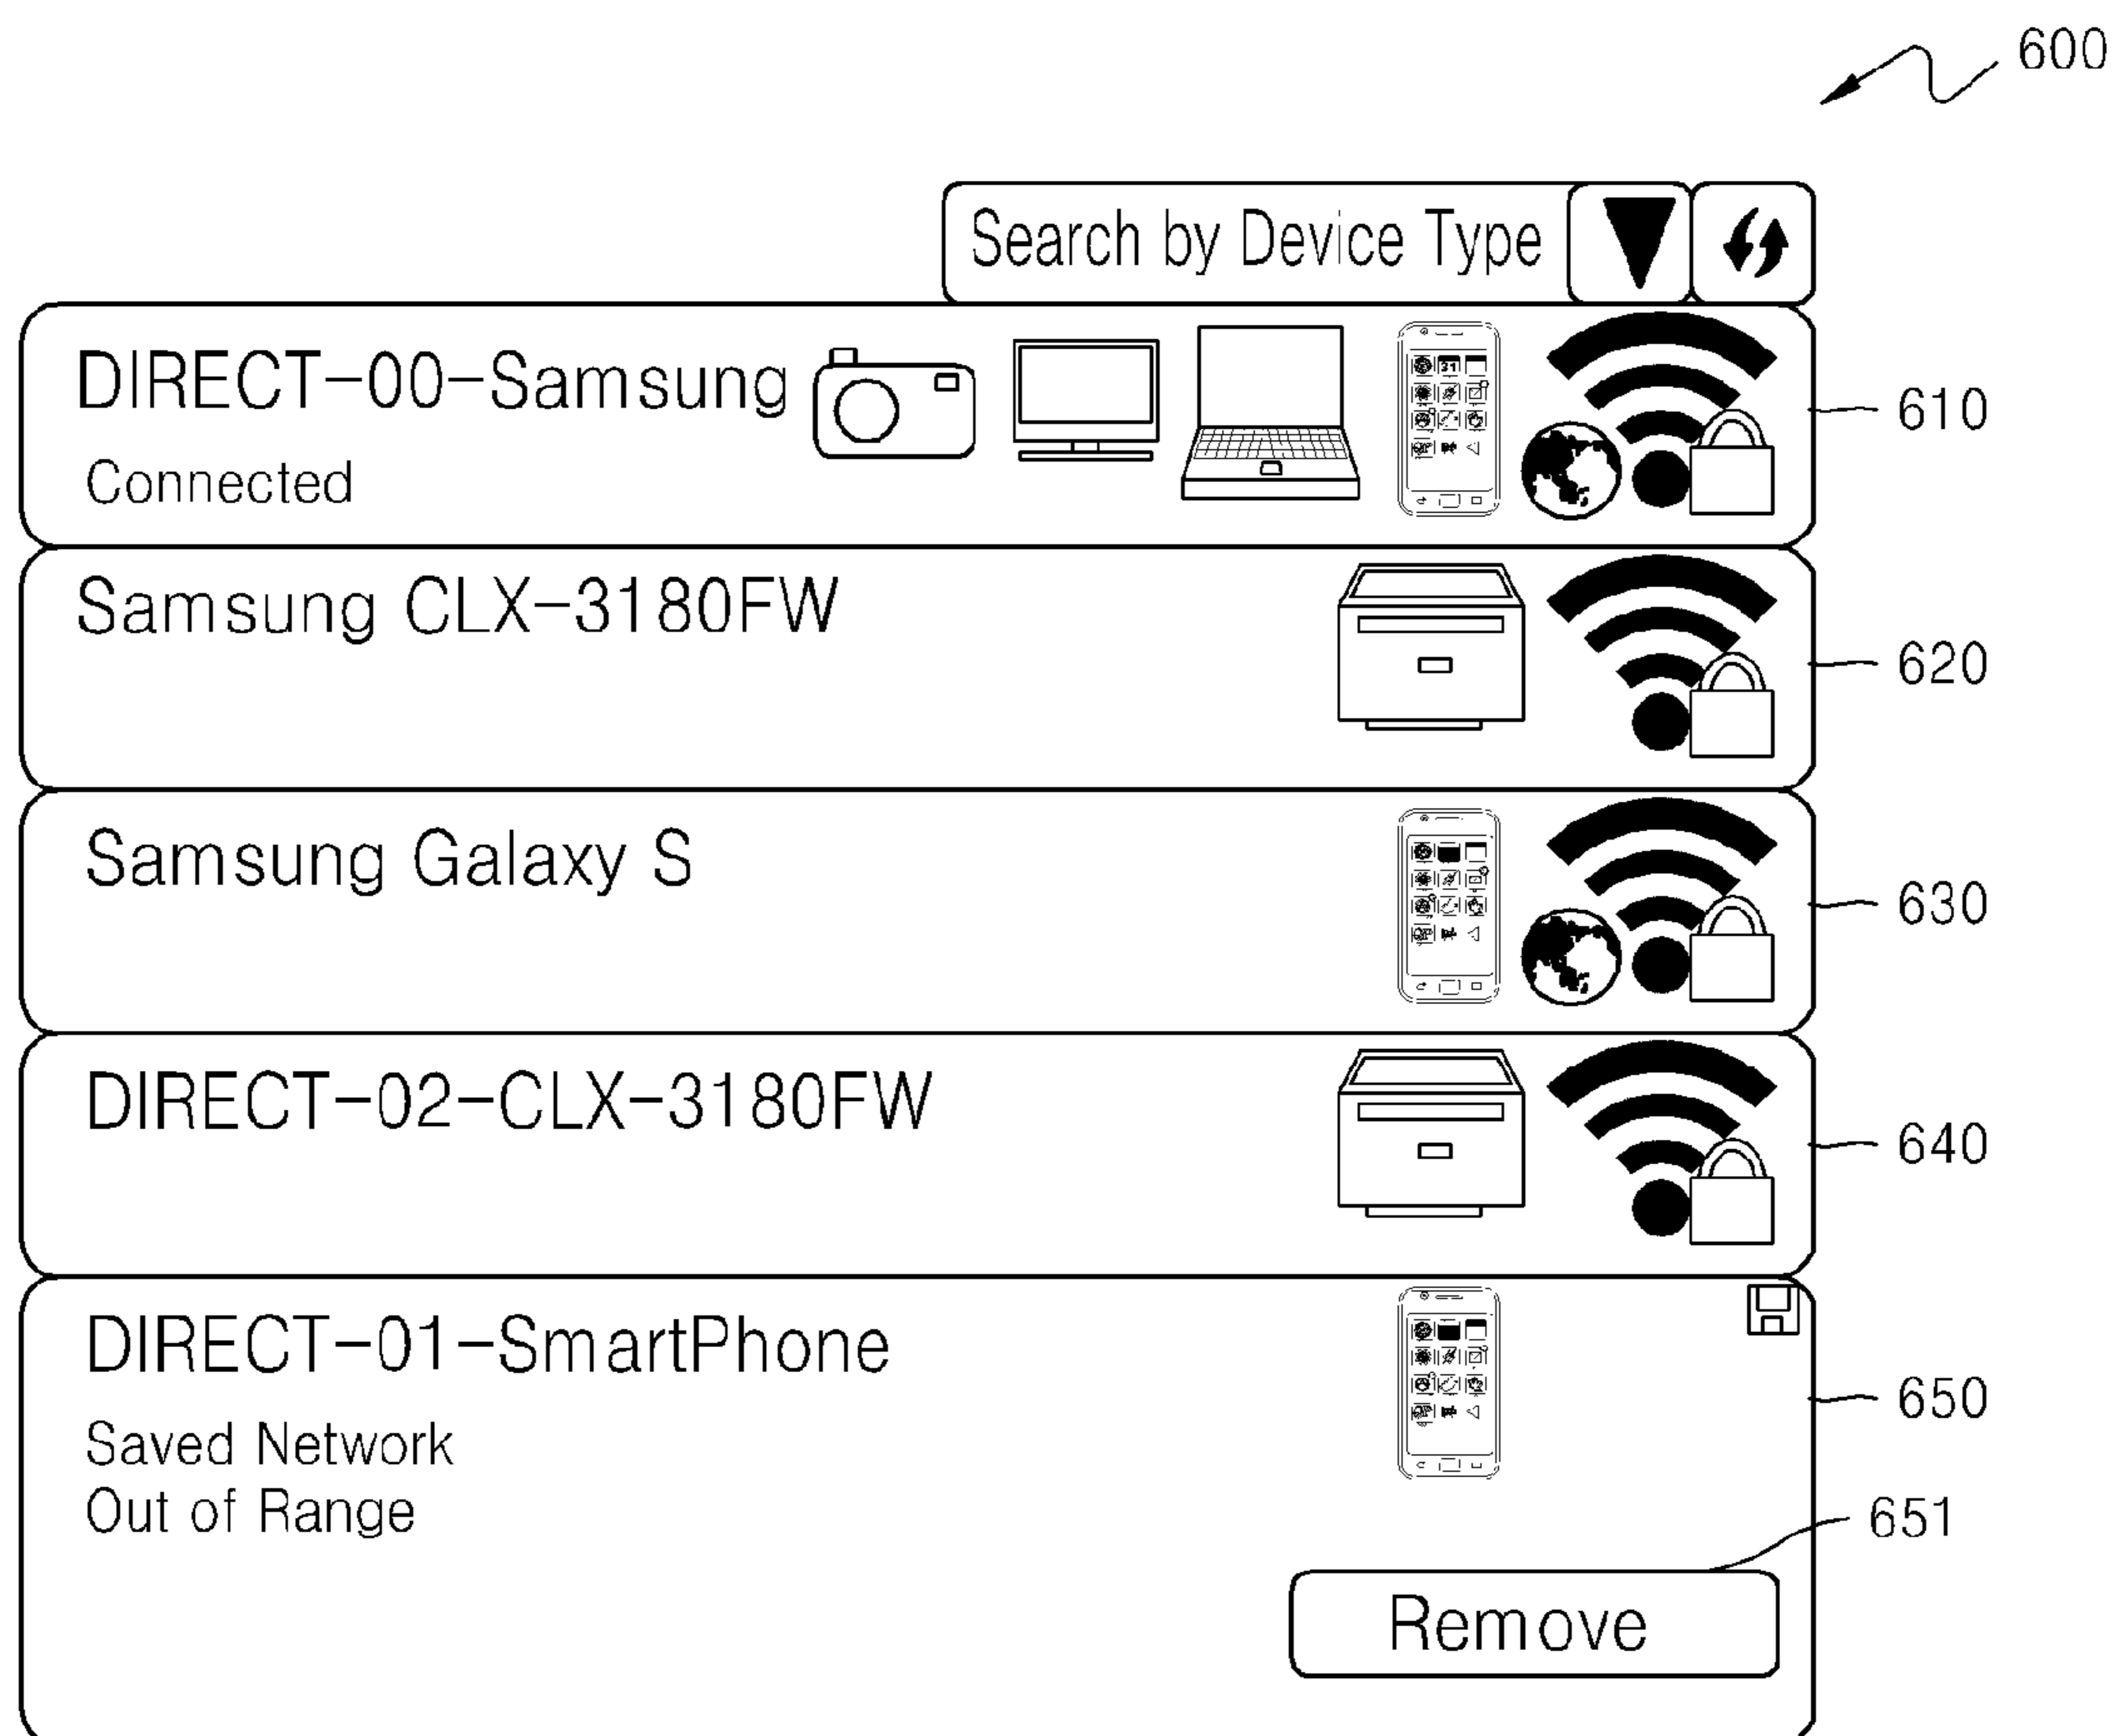 600
Search by Device Type
DIRECT-00-Samsung
31
610
Connected
Samsung CLX-3180FW
620
Samsung Galaxy S
630
DIRECT-02-CLX-3180FW
640
DIRECT-01-SmartPhone
650
Saved Network
Out of Range
651
Remove